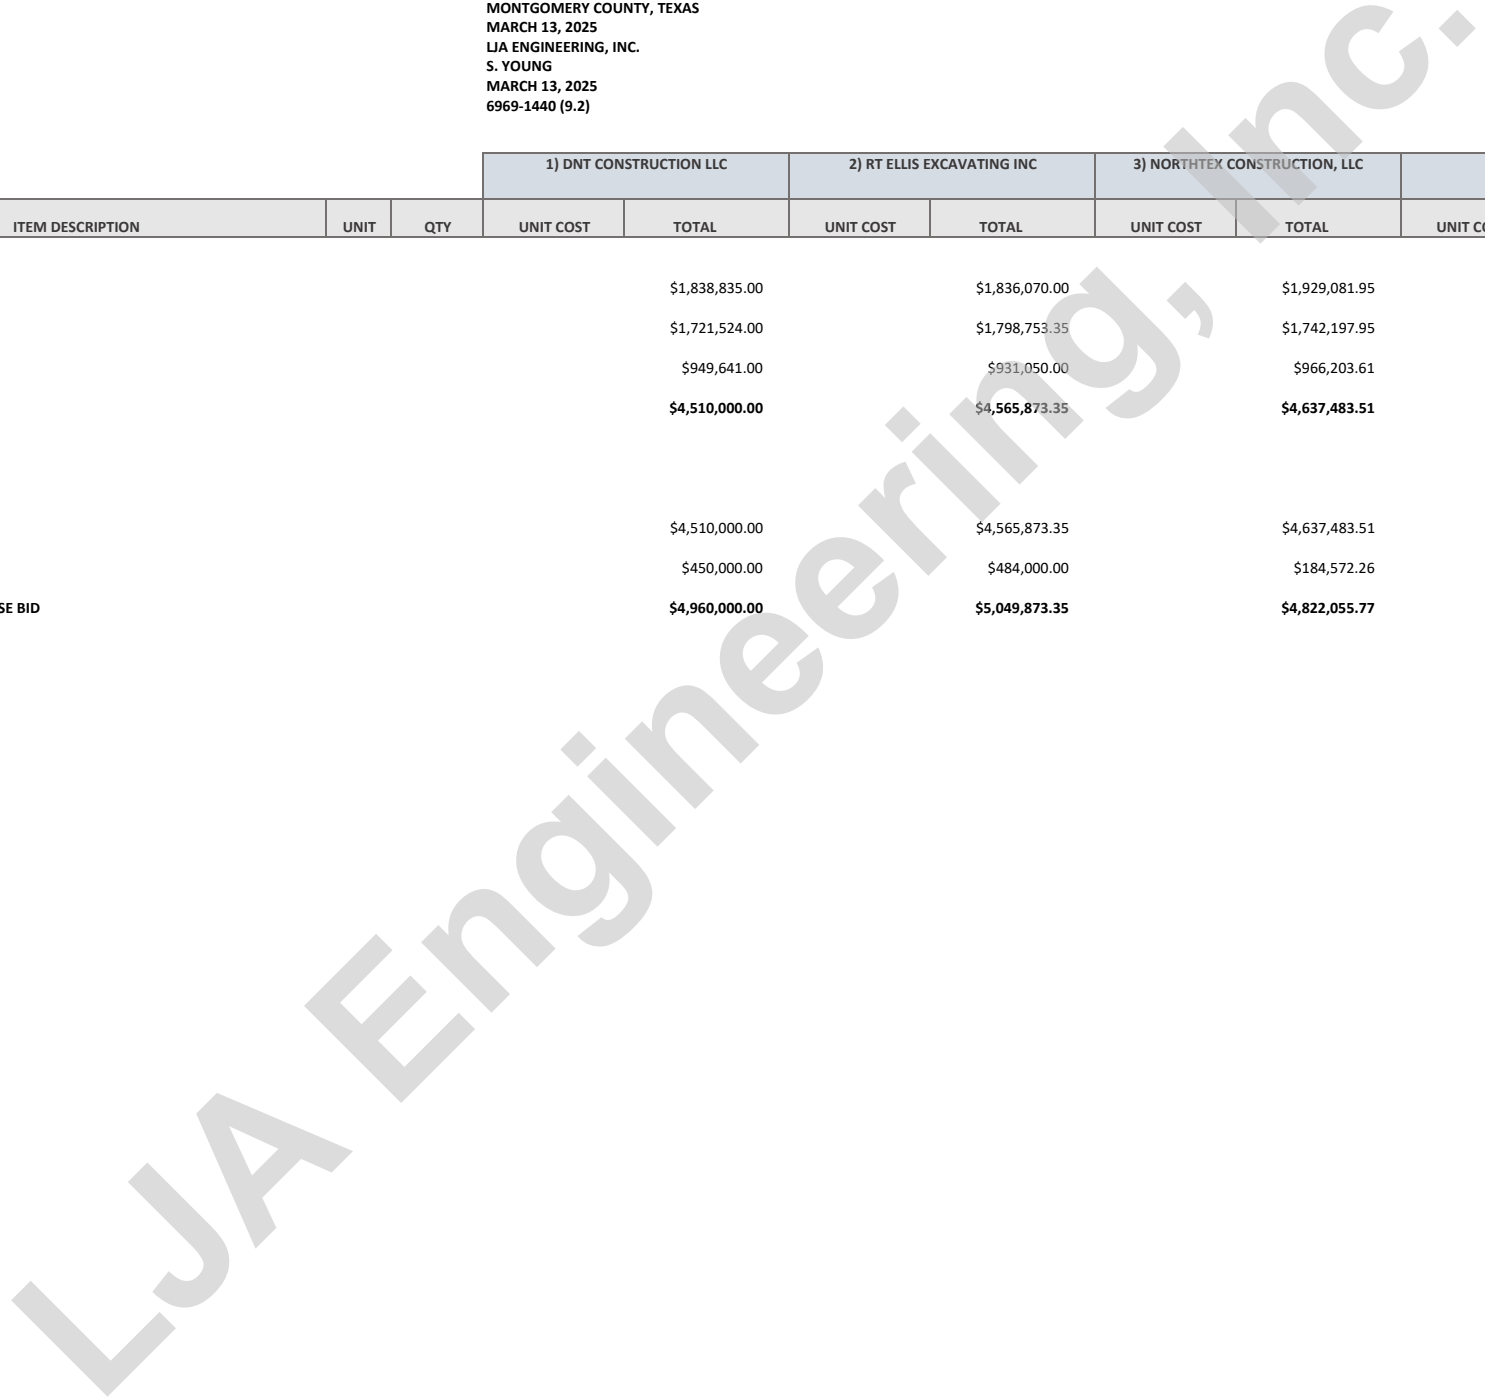 MONTGOMERY COUNTY, TEXAS
MARCH 13, 2025
LJA ENGINEERING, INC.
S. YOUNG
MARCH 13, 2025
6969-1440 (9.2)
1) DNT CONSTRUCTION LLC 2) RT ELLIS EXCAVATING INC 3) NORTHTEX CONSTRUCTION, LLC
ITEM DESCRIPTION UNIT QTY UNIT COST TOTAL UNIT COST TOTAL UNIT COST TOTAL UNIT
$1,838,835.00 $1,836,070.00 $1,929,081.95
$1,721,524.00 $1,798,753.35 $1,742,197.95
$949,641.00 $931,050.00 $966,203.61
$4,510,000.00 $4,565,873.35 $4,637,483.51
$4,510,000.00 $4,565,873.35 $4,637,483.51
$450,000.00 $484,000.00 $184,572.26
SE BID $4,960,000.00 $5,049,873.35 $4,822,055.77
LJA Engineering, Inc.